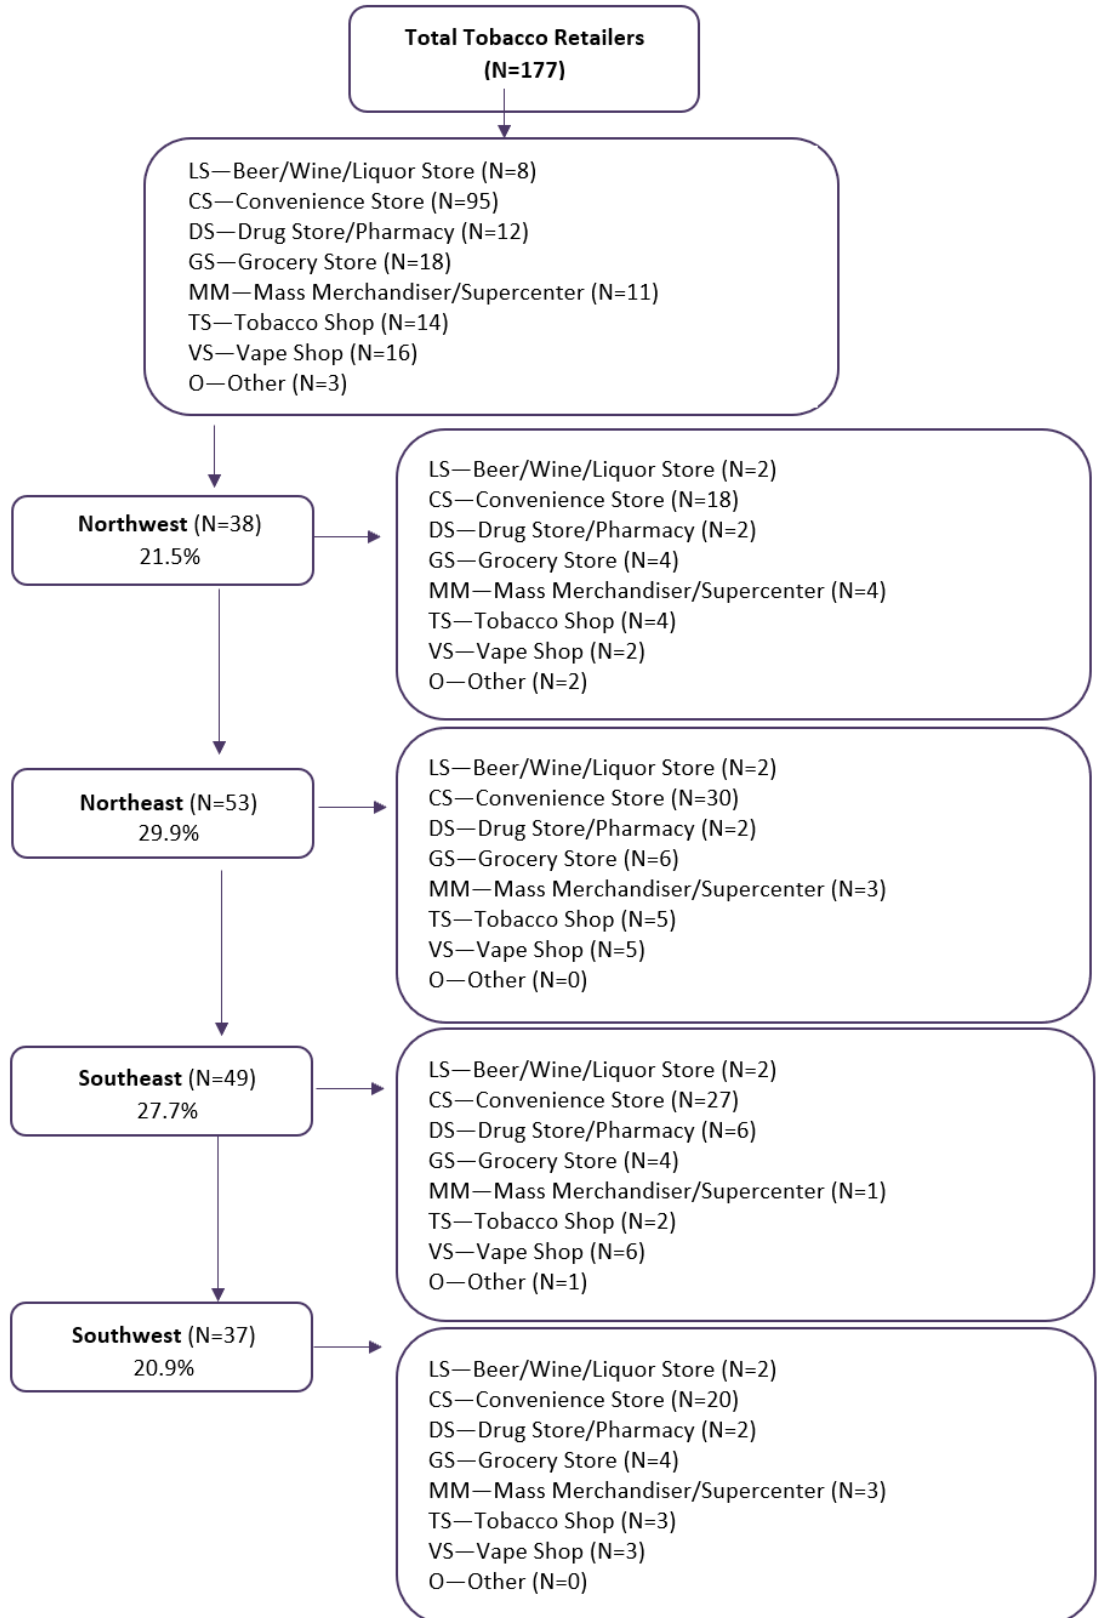 Total Tobacco Retailers
(N=177)
LS—Beer/Wine/Liquor Store (N=8)
CS—Convenience Store (N=95)
DS—Drug Store/Pharmacy (N=12)
GS—Grocery Store (N=18)
MM—Mass Merchandiser/Supercenter (N=11)
TS—Tobacco Shop (N=14)
VS—Vape Shop (N=16)
O—Other (N=3)
Northwest (N=38)
21.5%
LS—Beer/Wine/Liquor Store (N=2)
CS—Convenience Store (N=18)
DS—Drug Store/Pharmacy (N=2)
GS—Grocery Store (N=4)
MM—Mass Merchandiser/Supercenter (N=4)
TS—Tobacco Shop (N=4)
VS—Vape Shop (N=2)
O—Other (N=2)
Northeast (N=53)
29.9%
LS—Beer/Wine/Liquor Store (N=2)
CS—Convenience Store (N=30)
DS—Drug Store/Pharmacy (N=2)
GS—Grocery Store (N=6)
MM—Mass Merchandiser/Supercenter (N=3)
TS—Tobacco Shop (N=5)
VS—Vape Shop (N=5)
O—Other (N=0)
Southeast (N=49)
27.7%
LS—Beer/Wine/Liquor Store (N=2)
CS—Convenience Store (N=27)
DS—Drug Store/Pharmacy (N=6)
GS—Grocery Store (N=4)
MM—Mass Merchandiser/Supercenter (N=1)
TS—Tobacco Shop (N=2)
VS—Vape Shop (N=6)
O—Other (N=1)
Southwest (N=37)
20.9%
LS—Beer/Wine/Liquor Store (N=2)
CS—Convenience Store (N=20)
DS—Drug Store/Pharmacy (N=2)
GS—Grocery Store (N=4)
MM—Mass Merchandiser/Supercenter (N=3)
TS—Tobacco Shop (N=3)
VS—Vape Shop (N=3)
O—Other (N=0)